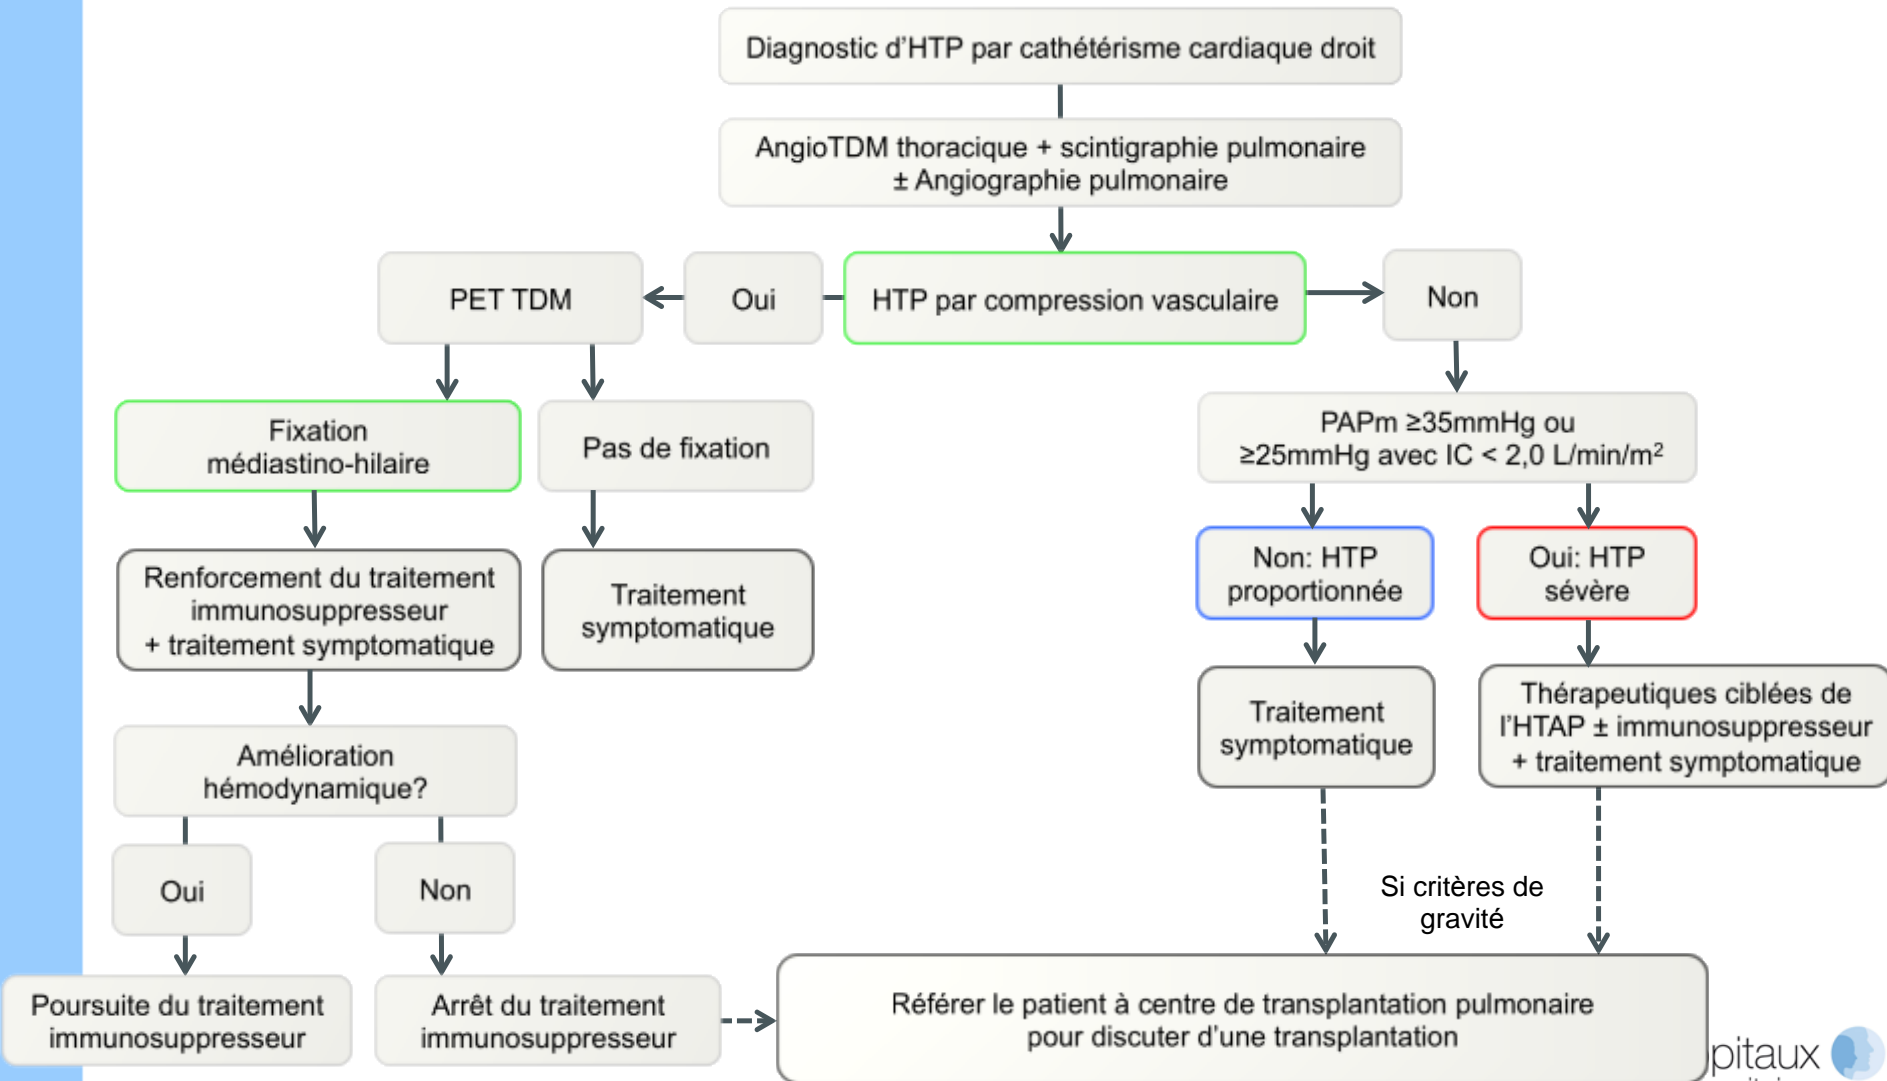 Diagnostic d'HTP par cathétérisme cardiaque droit
AngioTDM thoracique + scintigraphie pulmonaire
± Angiographie pulmonaire
PET TDM
Oui
HTP par compression vasculaire
Non
Fixation
médiastino-hilaire
Pas de fixation
PAPm ≥35mmHg ou
≥25mmHg avec IC < 2,0 L/min/m²
Renforcement du traitement
immunosuppresseur
+ traitement symptomatique
Traitement
symptomatique
Non: HTP
proportionnée
Oui: HTP
sévère
Traitement
symptomatique
Thérapeutiques ciblées de
l'HTAP ± immunosuppresseur
+ traitement symptomatique
Amélioration
hémodynamique?
Oui
Non
Si critères de
gravité
Poursuite du traitement
immunosuppresseur
Arrêt du traitement
immunosuppresseur
Référer le patient à centre de transplantation pulmonaire
pour discuter d'une transplantation
pitaux